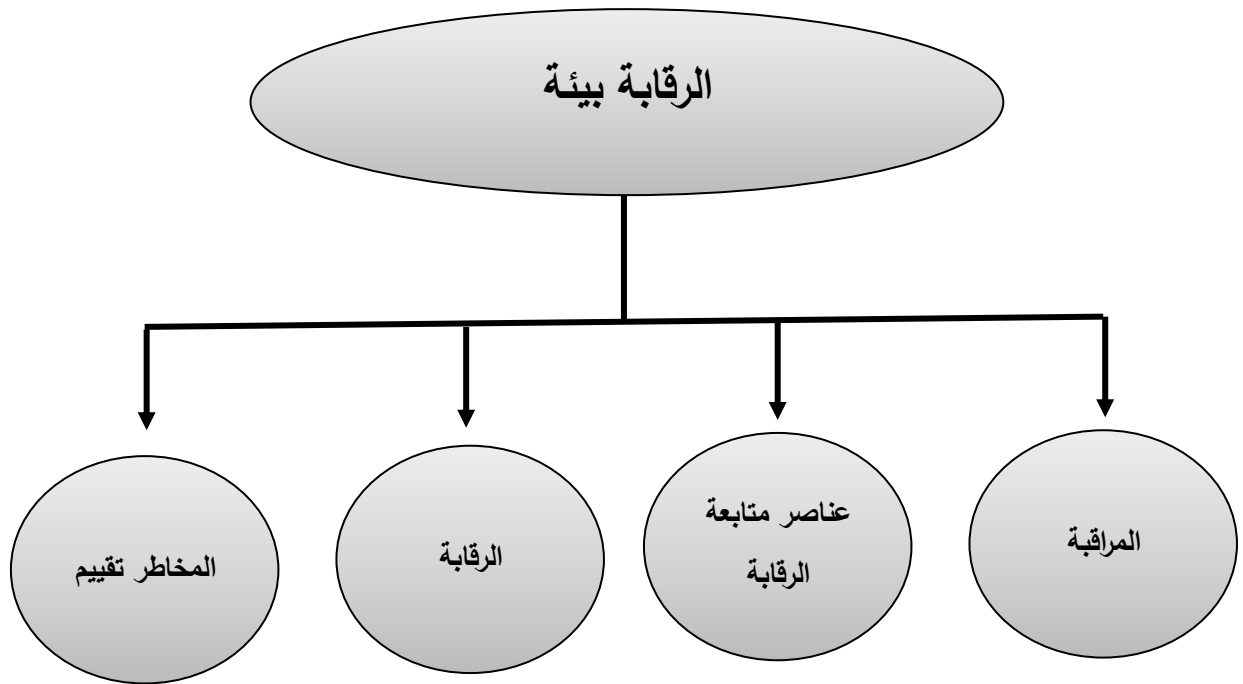 الرقابة بيئة
المراقبة
عناصر متابعة
الرقابة
الرقابة
المخاطر تقييم